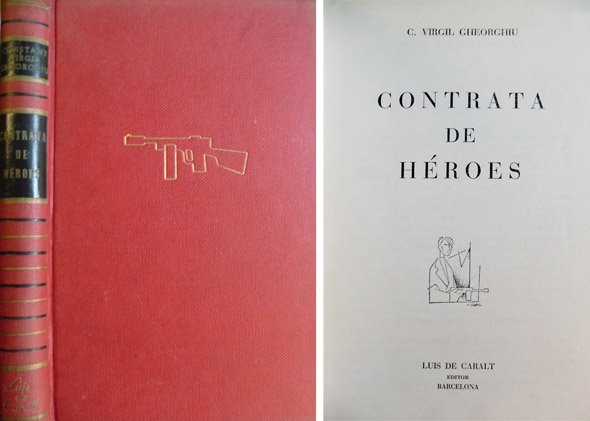 CONSTANT
VIRGIL
GHEORGHIU
CONTRATA
DE
HÉROES
Luis
de
Caralt
C. VIRGIL GHEORGHIU
CONTRATA
DE
HÉROES
LUIS DE CARALT
EDITOR
BARCELONA